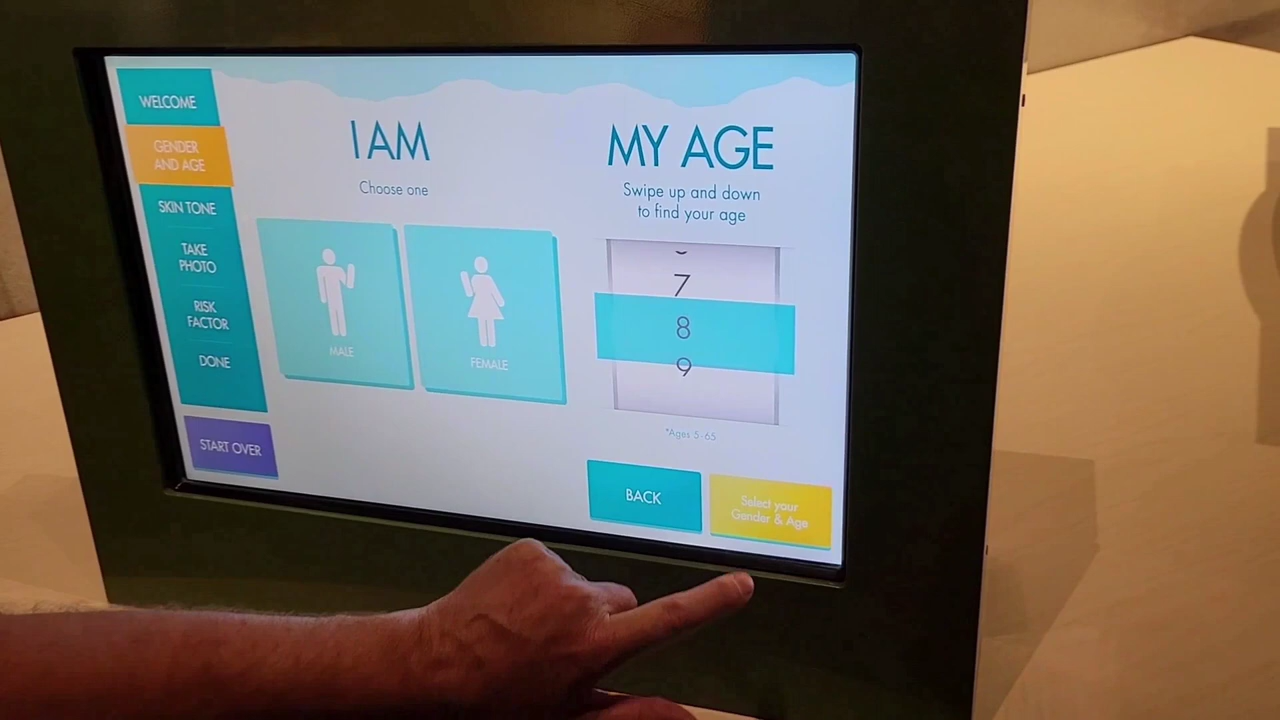 WELCOME
GENDER
AND AGE
SKIN TONE
TAKE
PHOTO
RISK
FACTOR
DONE
START OVER
I AM
Choose one
MALE
FEMALE
MY AGE
Swipe up and down
to find your age
7
8
9
*Ages 5-65
BACK
Select your
Gender & Age